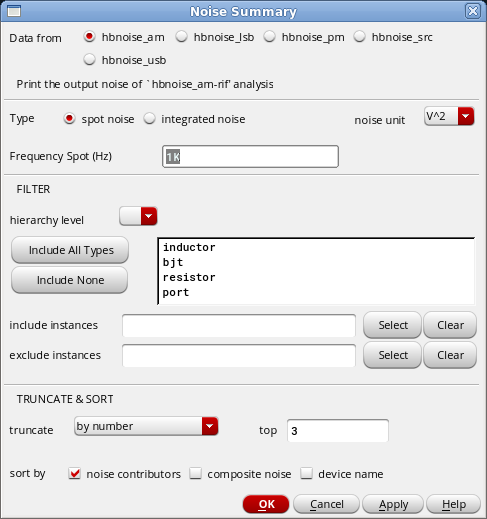 Noise Summary
Data from hbnoise_am hbnoise_lsb hbnoise_pm hbnoise_src
hbnoise_usb
Print the output noise of `hbnoise_am-rif' analysis
Type spot noise integrated noise noise unit V^2
Frequency Spot (Hz) 1K
FILTER
hierarchy level
Include All Types
Include None
inductor
bjt
resistor
port
include instances Select Clear
exclude instances Select Clear
TRUNCATE & SORT
truncate by number top 3
sort by noise contributors composite noise device name
OK Cancel Apply Help